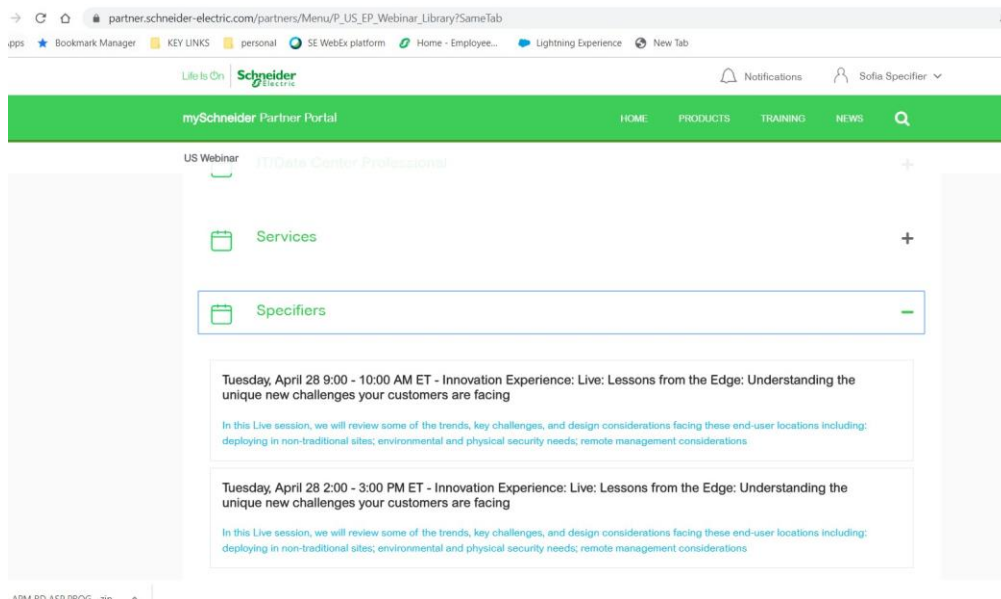 partner.schneider-electric.com/partners/Menu/P_US_EP_Webinar_Library?SameTab
Apps Bookmark Manager KEY LINKS personal SE WebEx platform Home - Employee... Lightning Experience New Tab
Life Is On Schneider Electric Notifications Sofia Specifier
mySchneider Partner Portal HOME PRODUCTS TRAINING NEWS
US Webinar IT/Data Center Professional
Services
Specifiers
Tuesday, April 28 9:00 - 10:00 AM ET - Innovation Experience: Live: Lessons from the Edge: Understanding the
unique new challenges your customers are facing
In this Live session, we will review some of the trends, key challenges, and design considerations facing these end-user locations including:
deploying in non-traditional sites; environmental and physical security needs; remote management considerations
Tuesday, April 28 2:00 - 3:00 PM ET - Innovation Experience: Live: Lessons from the Edge: Understanding the
unique new challenges your customers are facing
In this Live session, we will review some of the trends, key challenges, and design considerations facing these end-user locations including:
deploying in non-traditional sites; environmental and physical security needs; remote management considerations